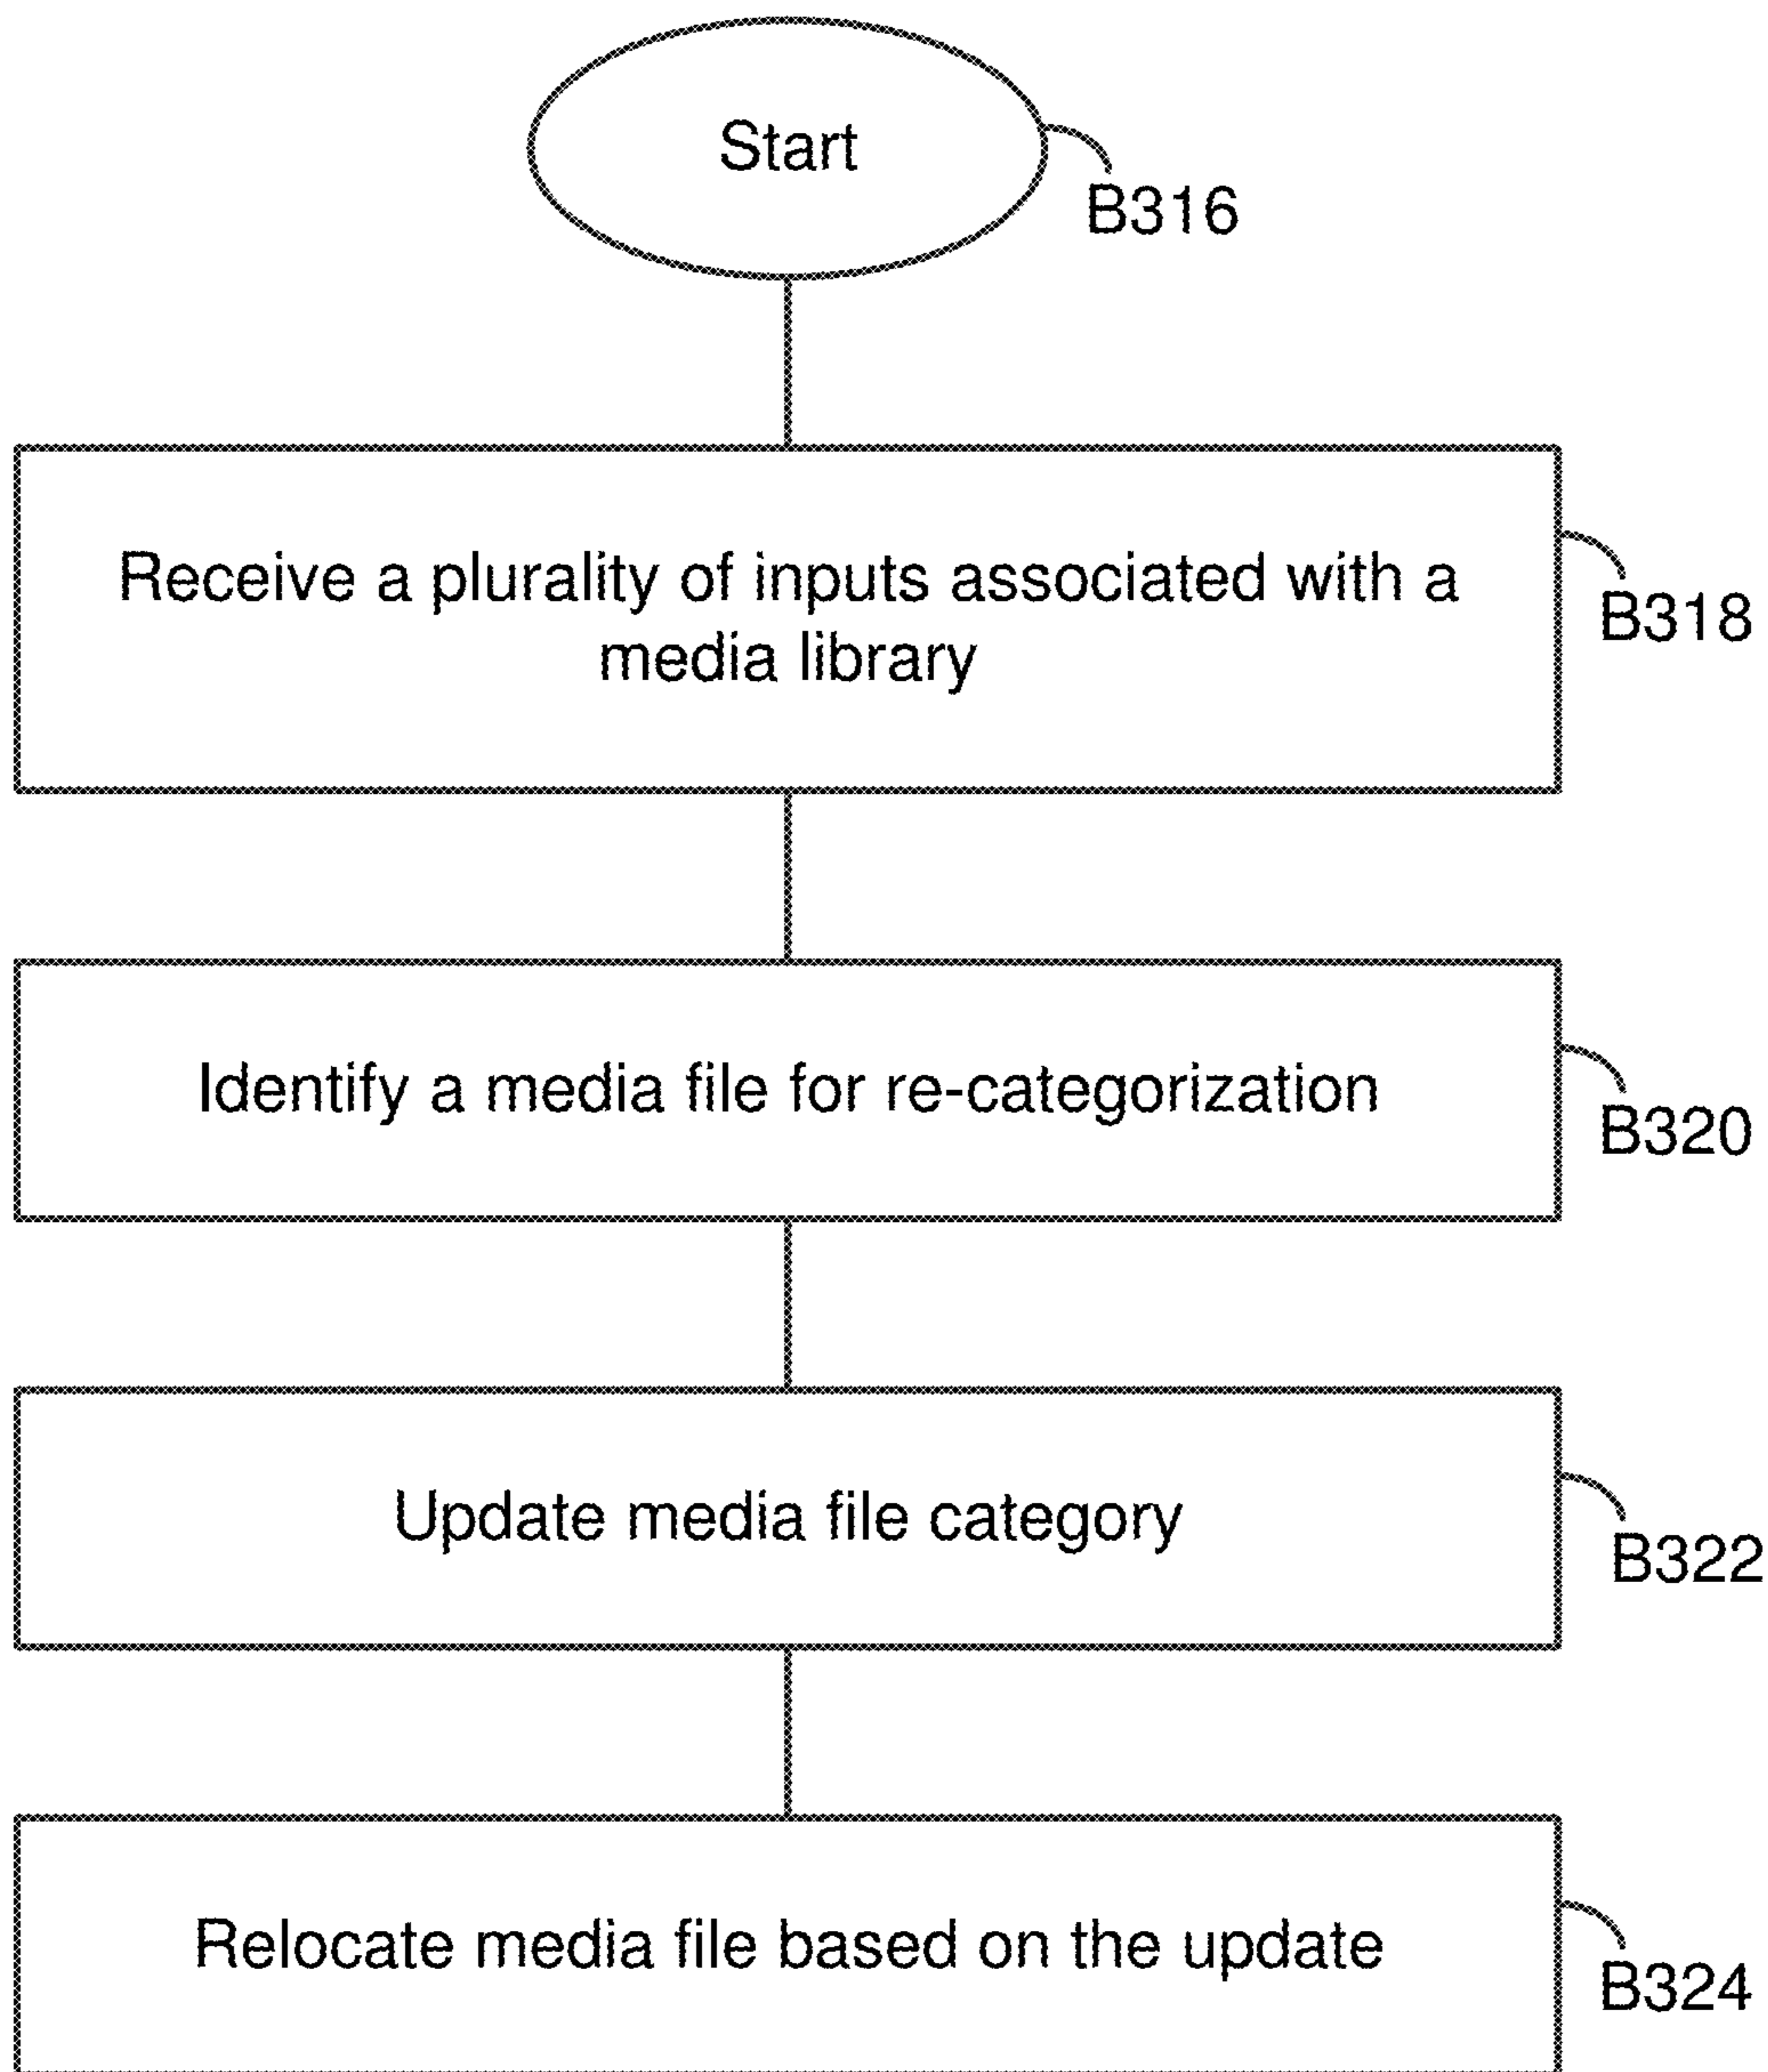 Start
B316
Receive a plurality of inputs associated with a
media library
B318
Identify a media file for re-categorization
B320
Update media file category
B322
Relocate media file based on the update
B324